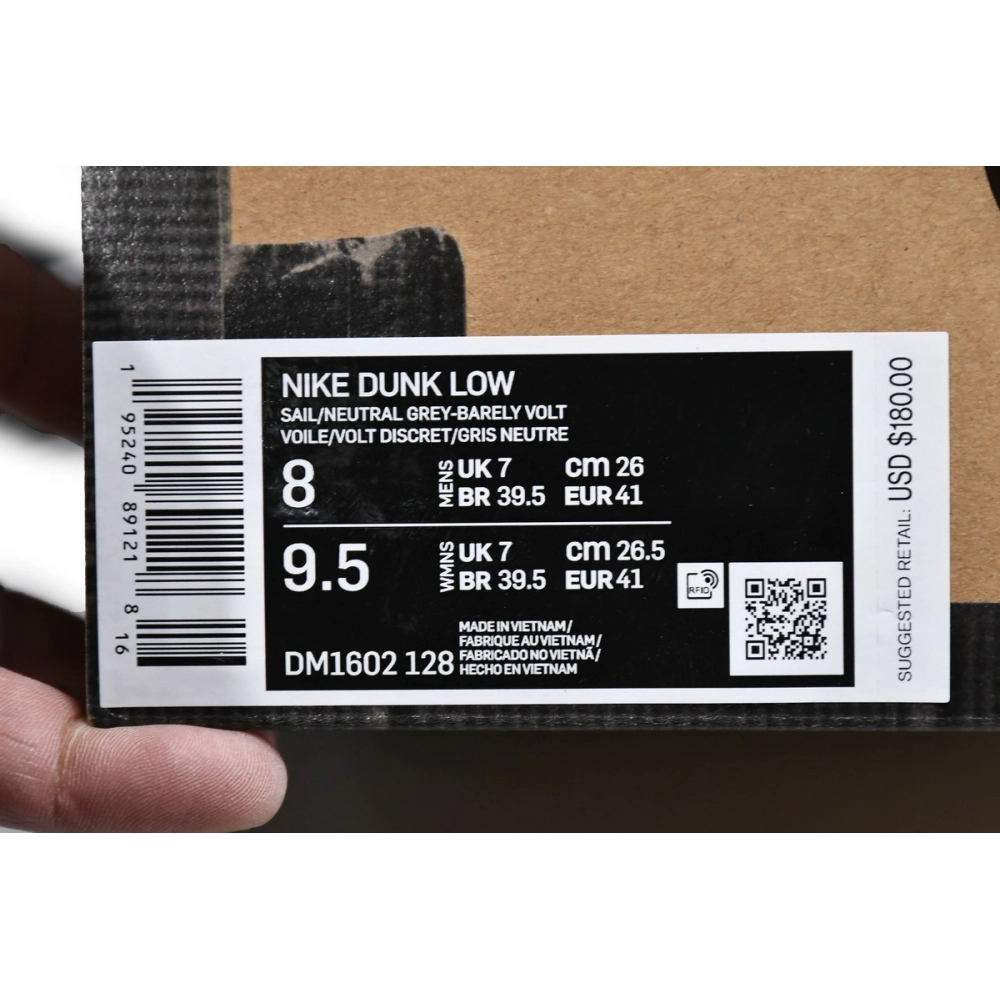 1
95240
89121
8
16
NIKE DUNK LOW
SAIL/NEUTRAL GREY-BARELY VOLT
VOILE/VOLT DISCRET/GRIS NEUTRE
8 MENS UK 7 cm 26
BR 39.5 EUR 41
9.5 WMNS UK 7 cm 26.5
BR 39.5 EUR 41
RFID
MADE IN VIETNAM/
FABRIQUE AU VIETNAM/
FABRICADO NO VIETNÃ/
HECHO EN VIETNAM
DM1602 128
SUGGESTED RETAIL: USD $180.00